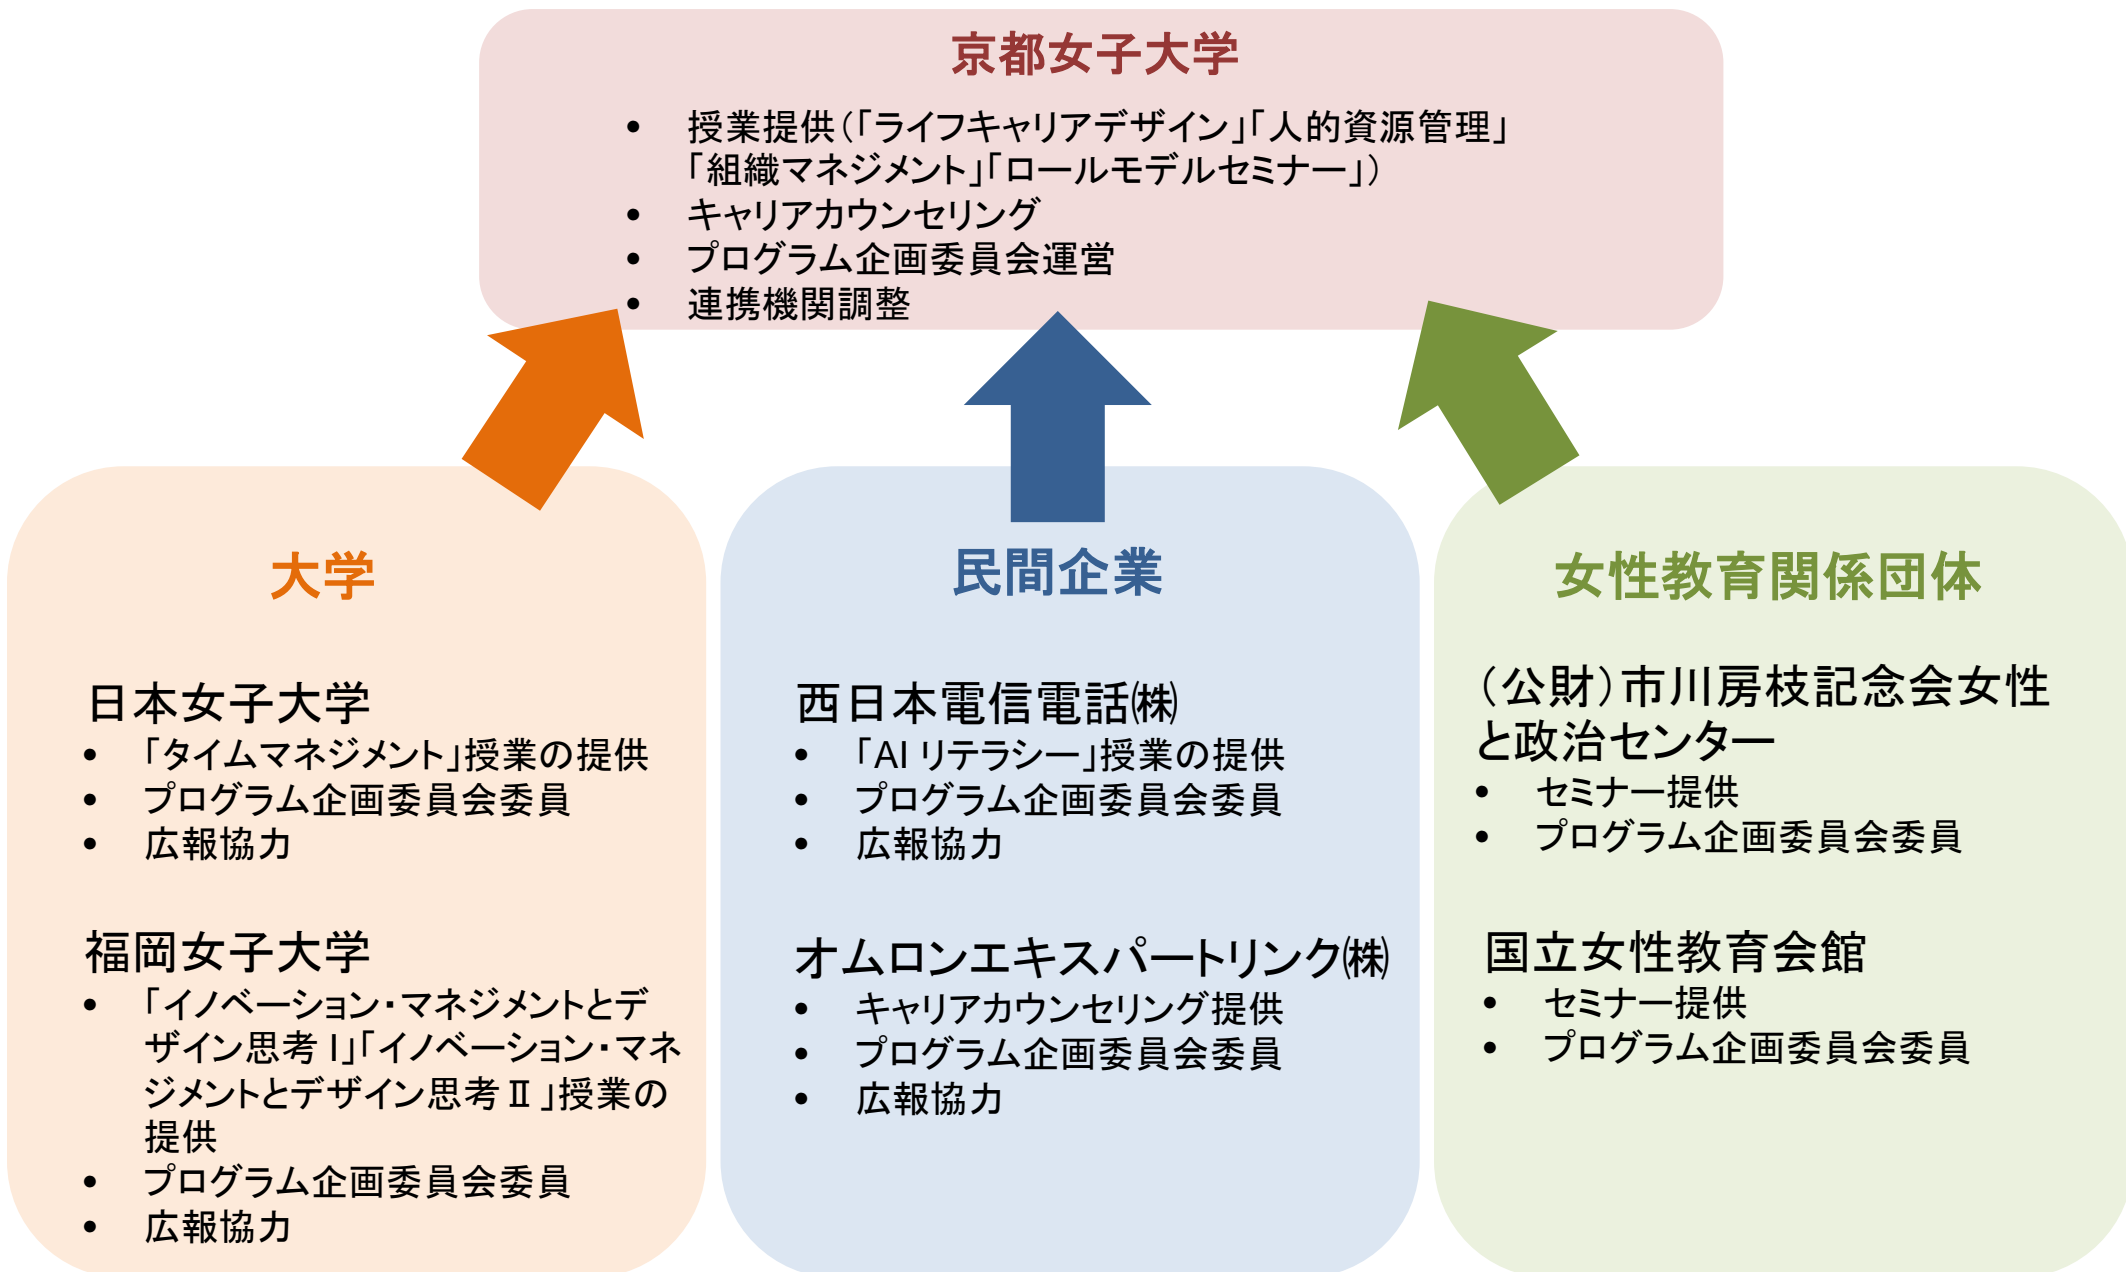 京都女子大学
• 授業提供(「ライフキャリアデザイン」「人的資源管理」
「組織マネジメント」「ロールモデルセミナー」)
• キャリアカウンセリング
• プログラム企画委員会運営
• 連携機関調整
大学
日本女子大学
• 「タイムマネジメント」授業の提供
• プログラム企画委員会委員
• 広報協力
福岡女子大学
• 「イノベーション・マネジメントとデ
ザイン思考 I」「イノベーション・マネ
ジメントとデザイン思考 Ⅱ 」授業の
提供
• プログラム企画委員会委員
• 広報協力
民間企業
西日本電信電話㈱
• 「AI リテラシー」授業の提供
• プログラム企画委員会委員
• 広報協力
オムロンエキスパートリンク㈱
• キャリアカウンセリング提供
• プログラム企画委員会委員
• 広報協力
女性教育関係団体
(公財)市川房枝記念会女性
と政治センター
• セミナー提供
• プログラム企画委員会委員
国立女性教育会館
• セミナー提供
• プログラム企画委員会委員